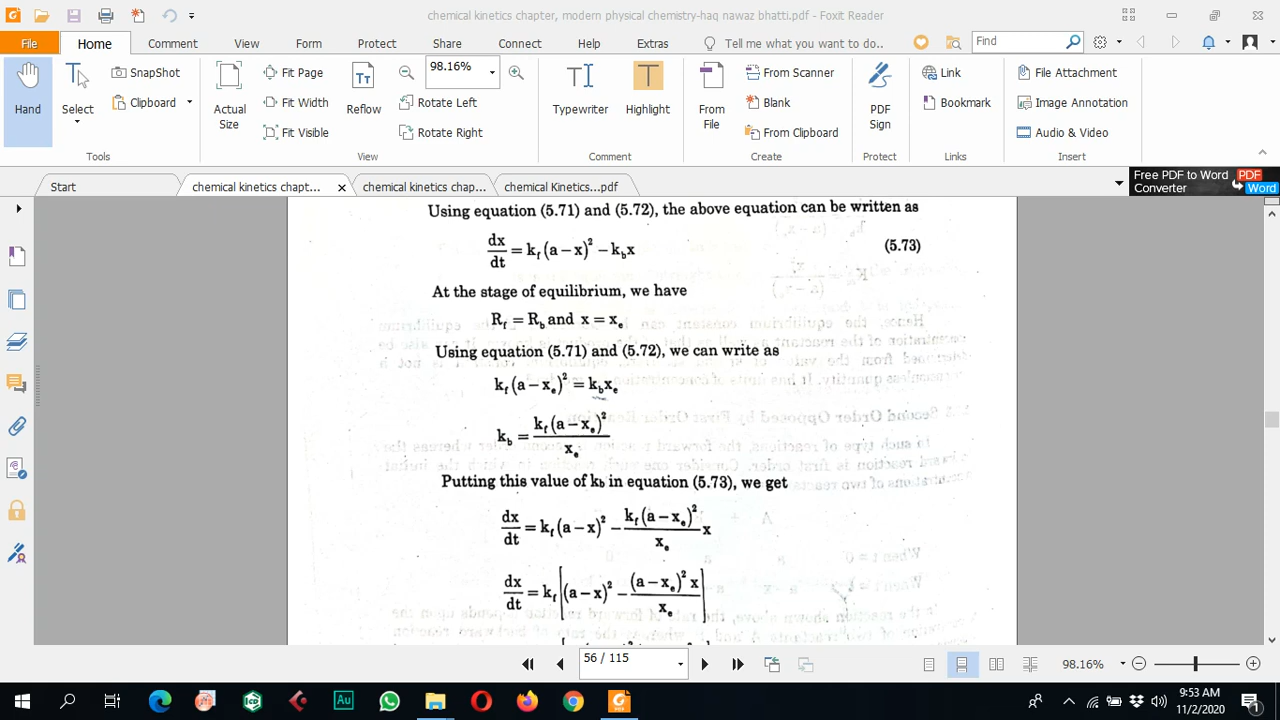 chemical kinetics chapter, modern physical chemistry-haq nawaz bhatti.pdf - Foxit Reader
File Home Comment View Form Protect Share Connect Help Extras Tell me what you want to do.. Find
Hand
Select
SnapShot
Clipboard
Tools
Actual Size
Fit Page
Fit Width
Fit Visible
Reflow
98.16%
Rotate Left
Rotate Right
View
Typewriter
Highlight
Comment
From File
From Scanner
Blank
From Clipboard
Create
PDF Sign
Protect
Link
Bookmark
Links
File Attachment
Image Annotation
Audio & Video
Insert
Start
chemical kinetics chapt...
chemical kinetics chap...
chemical Kinetics...pdf
Free PDF to Word Converter
PDF
Word
Using equation (5.71) and (5.72), the above equation can be written as
dx/dt = k_f(a−x)² − k_b x (5.73)
At the stage of equilibrium, we have
R_f = R_b and x = x_e
Using equation (5.71) and (5.72), we can write as
k_f(a−x_e)² = k_b x_e
k_b = k_f(a−x_e)² / x_e
Putting this value of k_b in equation (5.73), we get
dx/dt = k_f(a−x)² − k_f(a−x_e)² / x_e x
dx/dt = k_f[(a−x)² − (a−x_e)² x / x_e]
56 / 115
98.16%
9:53 AM
11/2/2020